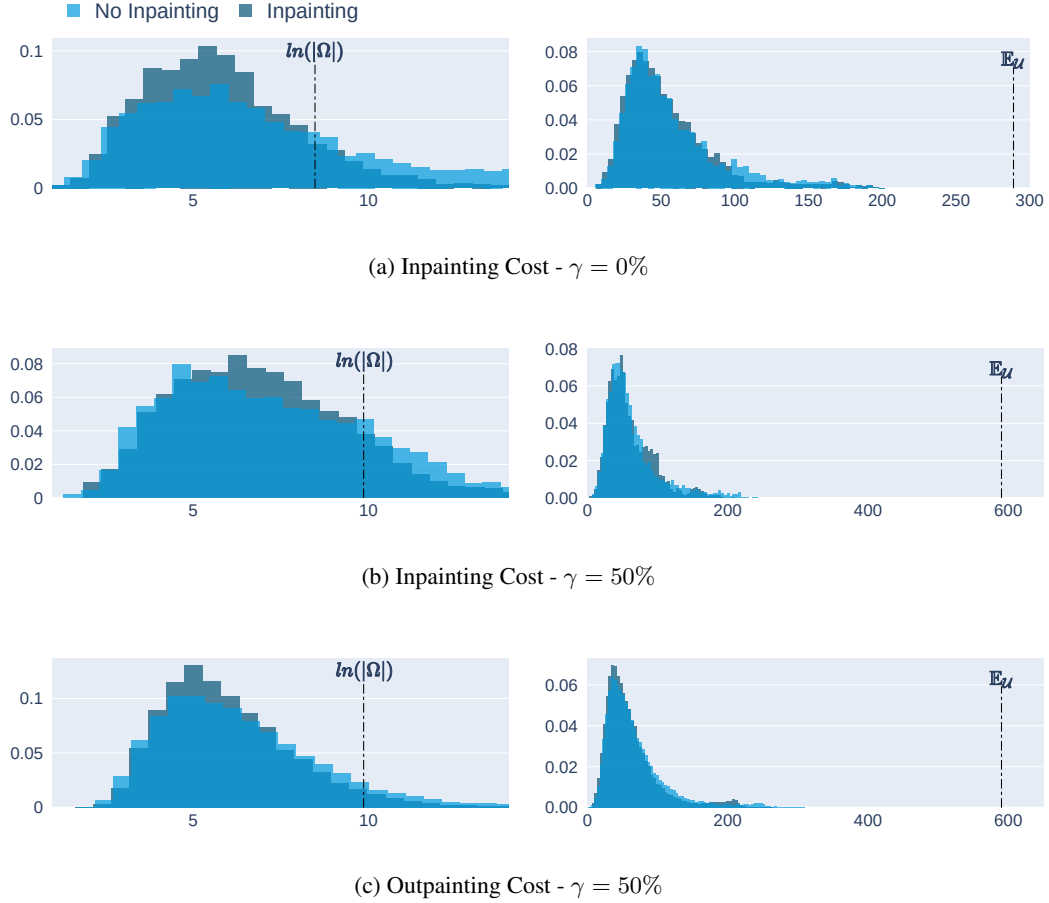 No Inpainting Inpainting
ln(|Ω|) 𝔼𝒰
0.1 0.05 0
5 10
0.08 0.06 0.04 0.02 0.00
50 100 150 200 250 300
(a) Inpainting Cost - γ = 0%
ln(|Ω|) 𝔼𝒰
0.08 0.06 0.04 0.02 0
5 10
0.08 0.06 0.04 0.02 0.00
0 200 400 600
(b) Inpainting Cost - γ = 50%
ln(|Ω|) 𝔼𝒰
0.1 0.05 0
5 10
0.06 0.04 0.02 0.00
0 200 400 600
(c) Outpainting Cost - γ = 50%